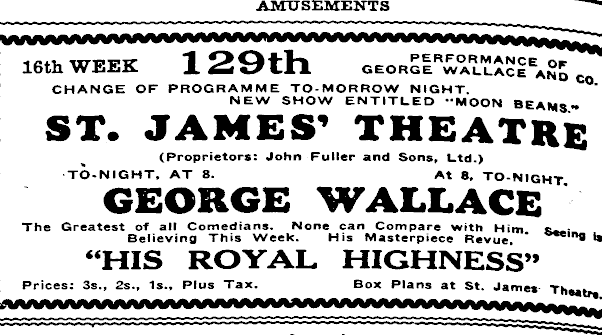 AMUSEMENTS
16th WEEK 129th PERFORMANCE OF
GEORGE WALLACE AND CO.
CHANGE OF PROGRAMME TO-MORROW NIGHT.
NEW SHOW ENTITLED "MOON BEAMS."
ST. JAMES' THEATRE
(Proprietors: John Fuller and Sons, Ltd.)
TO-NIGHT, AT 8. At 8, TO-NIGHT.
GEORGE WALLACE
The Greatest of all Comedians. None can Compare with Him. Seeing is
Believing This Week. His Masterpiece Revue,
"HIS ROYAL HIGHNESS"
Prices: 3s., 2s., 1s., Plus Tax. Box Plans at St. James Theatre.